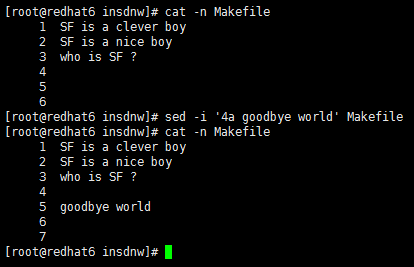 [root@redhat6 insdnw]# cat -n Makefile
1 SF is a clever boy
2 SF is a nice boy
3 who is SF ?
4
5
6
[root@redhat6 insdnw]# sed -i '4a goodbye world' Makefile
[root@redhat6 insdnw]# cat -n Makefile
1 SF is a clever boy
2 SF is a nice boy
3 who is SF ?
4
5 goodbye world
6
7
[root@redhat6 insdnw]#